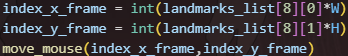 index_x_frame = int(landmarks_list[8][0]*W)
index_y_frame = int(landmarks_list[8][1]*H)
move_mouse(index_x_frame,index_y_frame)